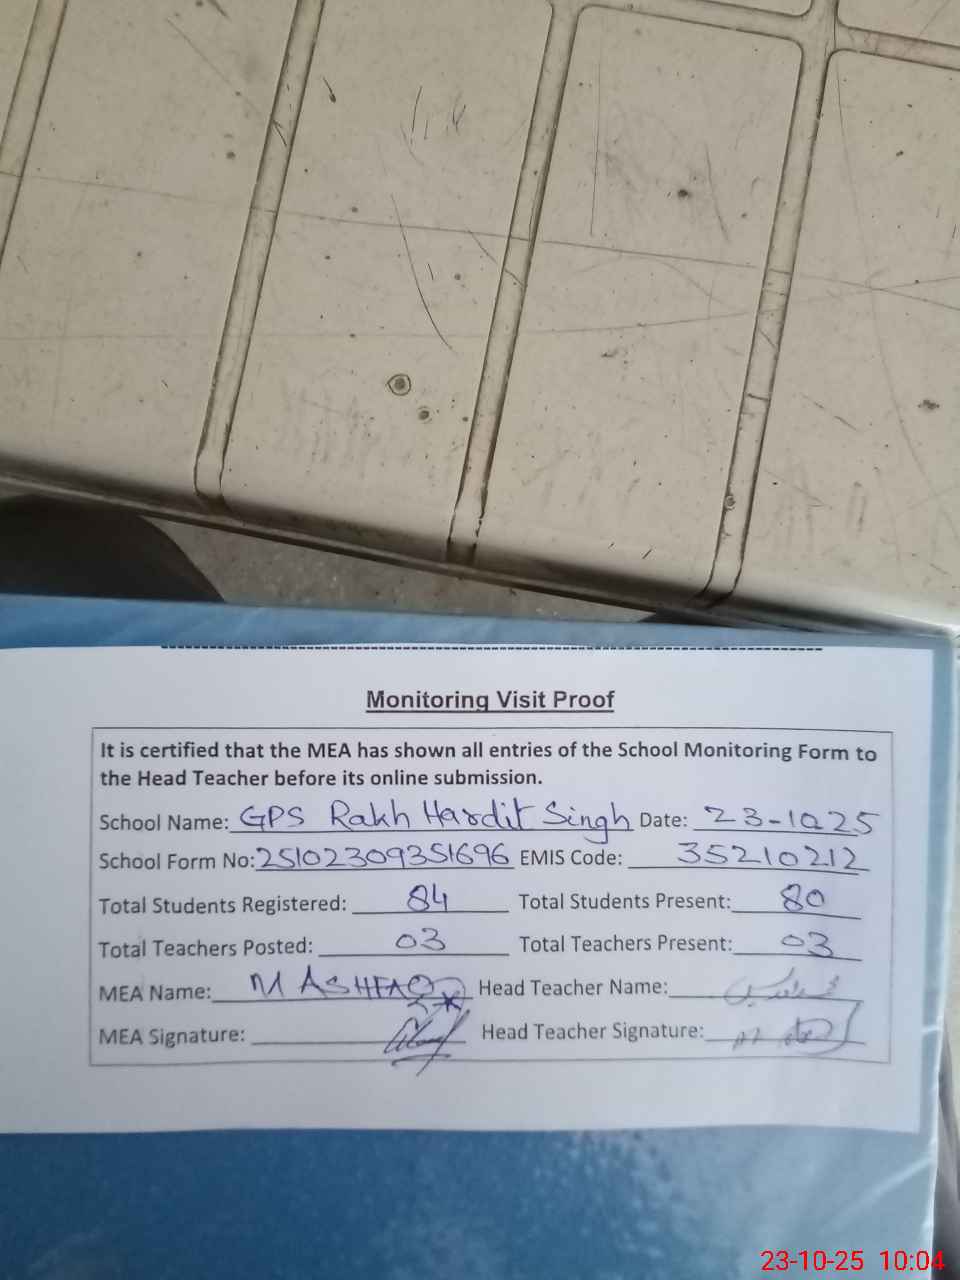 Monitoring Visit Proof
It is certified that the MEA has shown all entries of the School Monitoring Form to
the Head Teacher before its online submission.
School Name: GPS Rakh Hardit Singh Date: 23-10-25
School Form No: 25102309351696 EMIS Code: 35210212
Total Students Registered: 84 Total Students Present: 80
Total Teachers Posted: 03 Total Teachers Present: 03
MEA Name: M ASHFAQ Head Teacher Name:
MEA Signature: Head Teacher Signature:
23-10-25 10:04